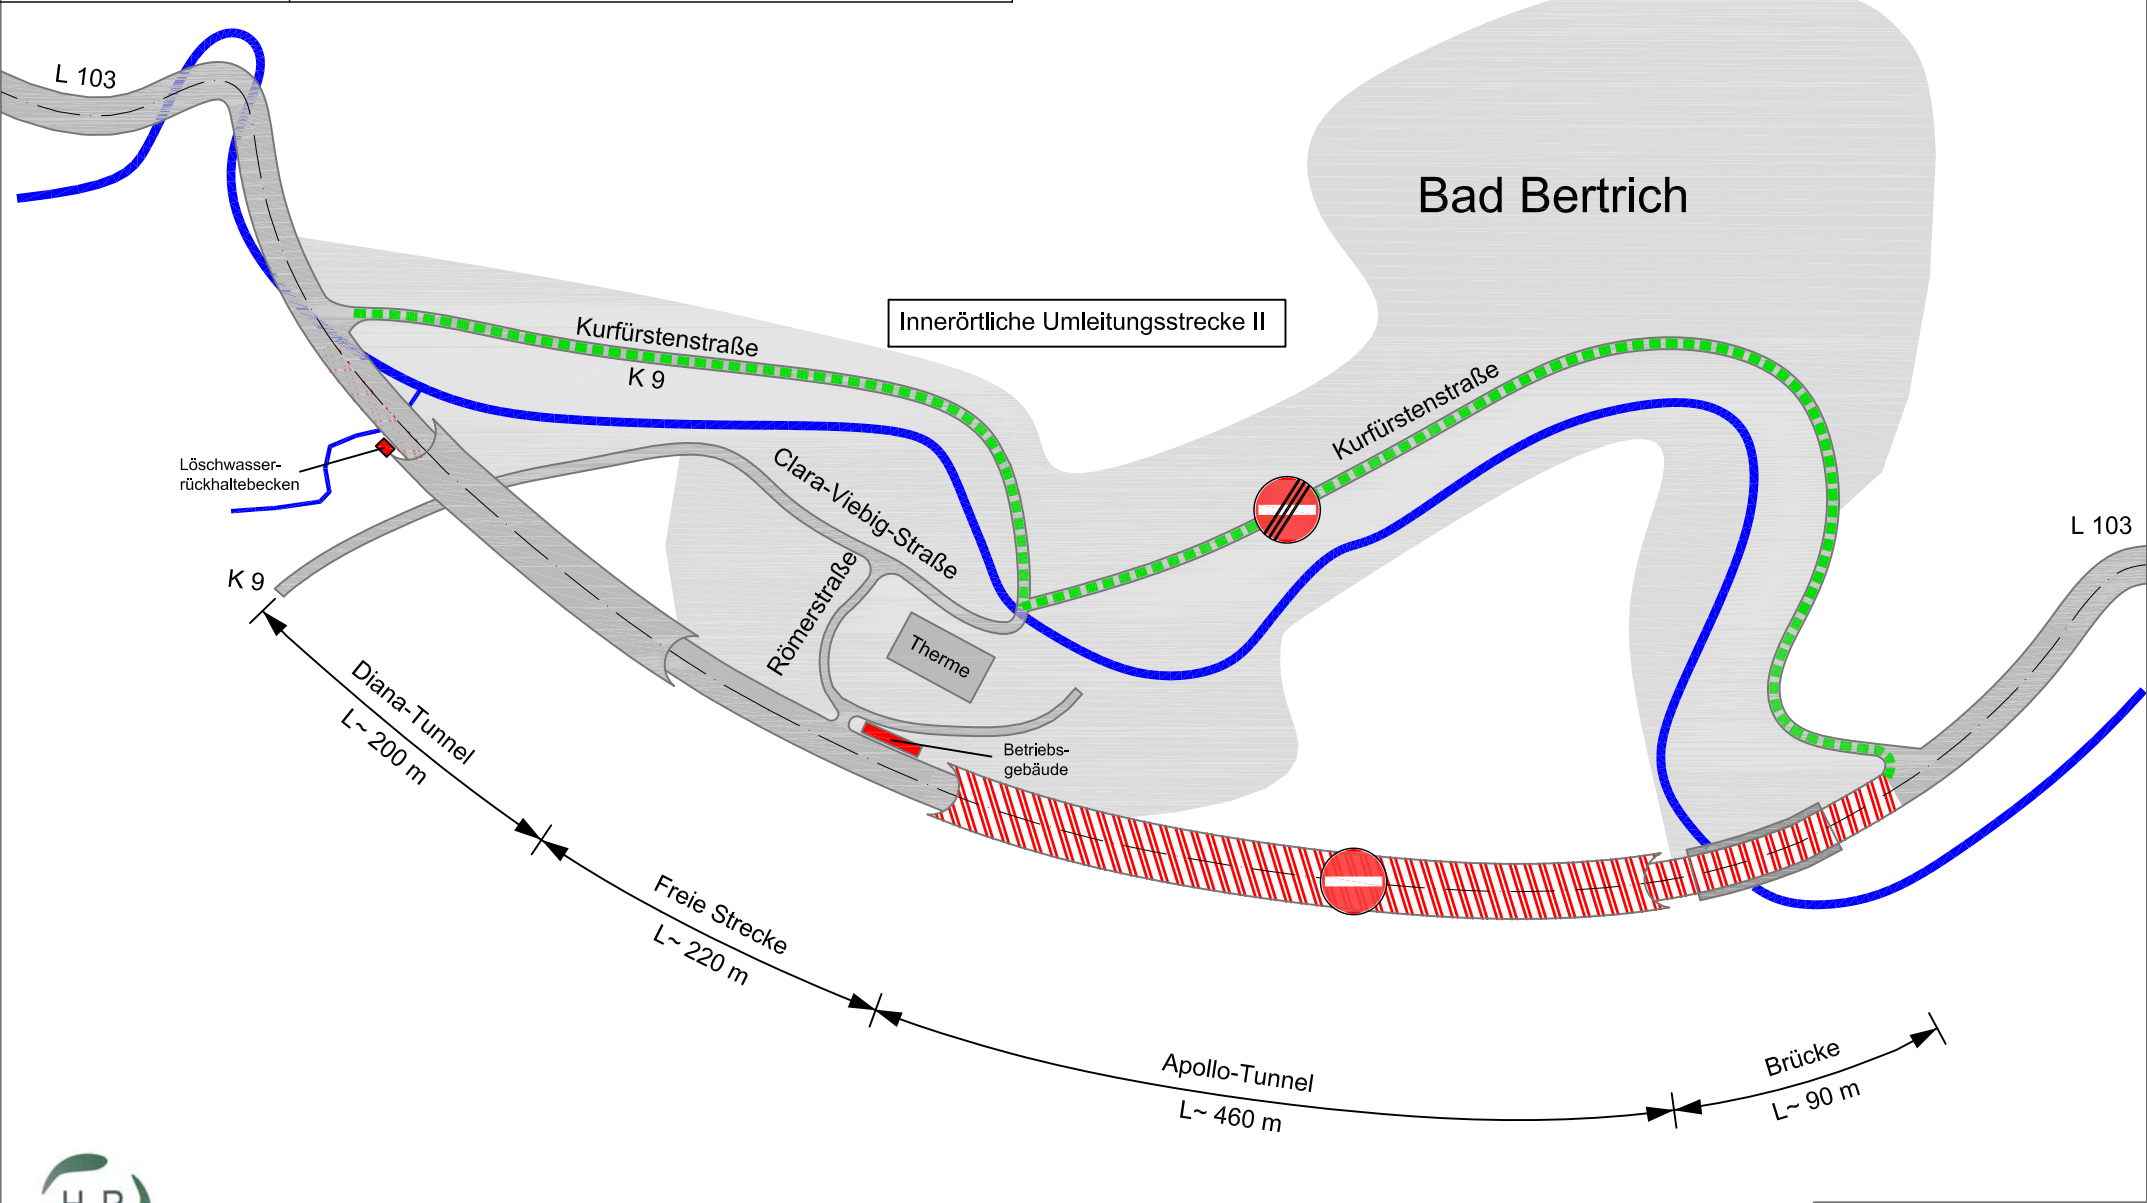 L 103
Bad Bertrich
Innerörtliche Umleitungsstrecke II
Kurfürstenstraße
K 9
Kurfürstenstraße
Clara-Viebig-Straße
Löschwasser-
rückhaltebecken
L 103
K 9
Römerstraße
Therme
Betriebs-
gebäude
Diana-Tunnel
L~ 200 m
Freie Strecke
L~ 220 m
Apollo-Tunnel
L~ 460 m
Brücke
L~ 90 m